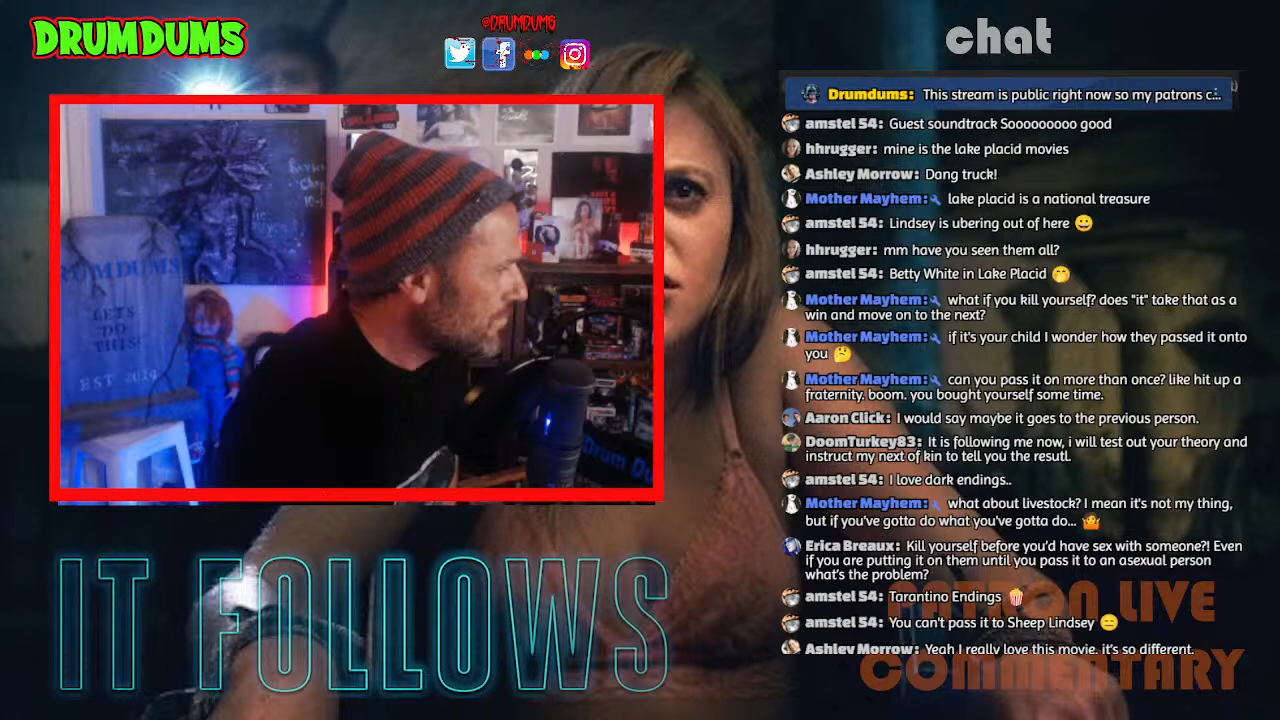 DRUMDUMS
@DRUMDUMS
chat
Drumdums: This stream is public right now so my patrons c...
amstel 54: Guest soundtrack Sooooooooo good
hhrugger: mine is the lake placid movies
Ashley Morrow: Dang truck!
Mother Mayhem: lake placid is a national treasure
amstel 54: Lindsey is ubering out of here 😀
hhrugger: mm have you seen them all?
amstel 54: Betty White in Lake Placid 🤭
Mother Mayhem: what if you kill yourself? does "it" take that as a
win and move on to the next?
Mother Mayhem: if it's your child I wonder how they passed it onto
you 🤔
Mother Mayhem: can you pass it on more than once? like hit up a
fraternity. boom. you bought yourself some time.
Aaron Click: I would say maybe it goes to the previous person.
DoomTurkey83: It is following me now, i will test out your theory and
instruct my next of kin to tell you the resutl.
amstel 54: I love dark endings..
Mother Mayhem: what about livestock? I mean it's not my thing,
but if you've gotta do what you've gotta do... 🤷
Erica Breaux: Kill yourself before you'd have sex with someone?! Even
if you are putting it on them until you pass it to an asexual person
what's the problem?
amstel 54: Tarantino Endings 🍿
amstel 54: You can't pass it to Sheep Lindsey 😑
Ashley Morrow: Yeah I really love this movie, it's so different.
DRUMDUMS
LETS
DO
THIS
EST 2014
Drum Du
IT FOLLOWS
PATRON LIVE
COMMENTARY